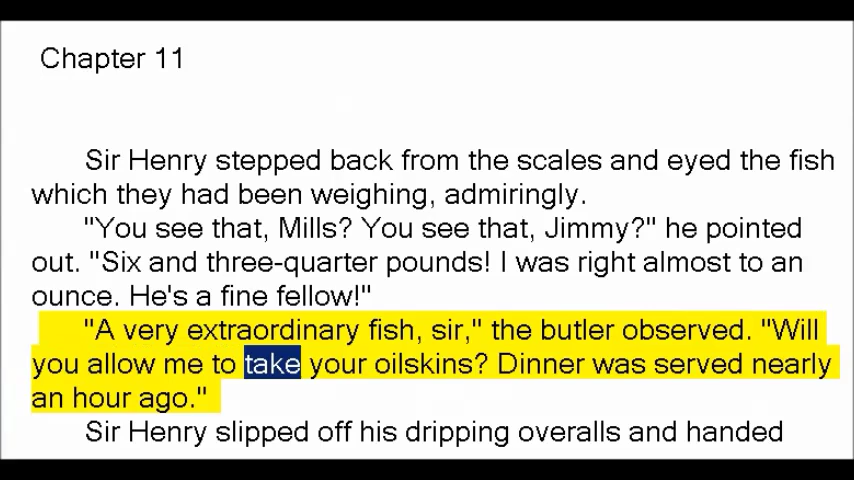 Chapter 11
Sir Henry stepped back from the scales and eyed the fish
which they had been weighing, admiringly.
"You see that, Mills? You see that, Jimmy?" he pointed
out. "Six and three-quarter pounds! I was right almost to an
ounce. He's a fine fellow!"
"A very extraordinary fish, sir," the butler observed. "Will
you allow me to take your oilskins? Dinner was served nearly
an hour ago."
Sir Henry slipped off his dripping overalls and handed